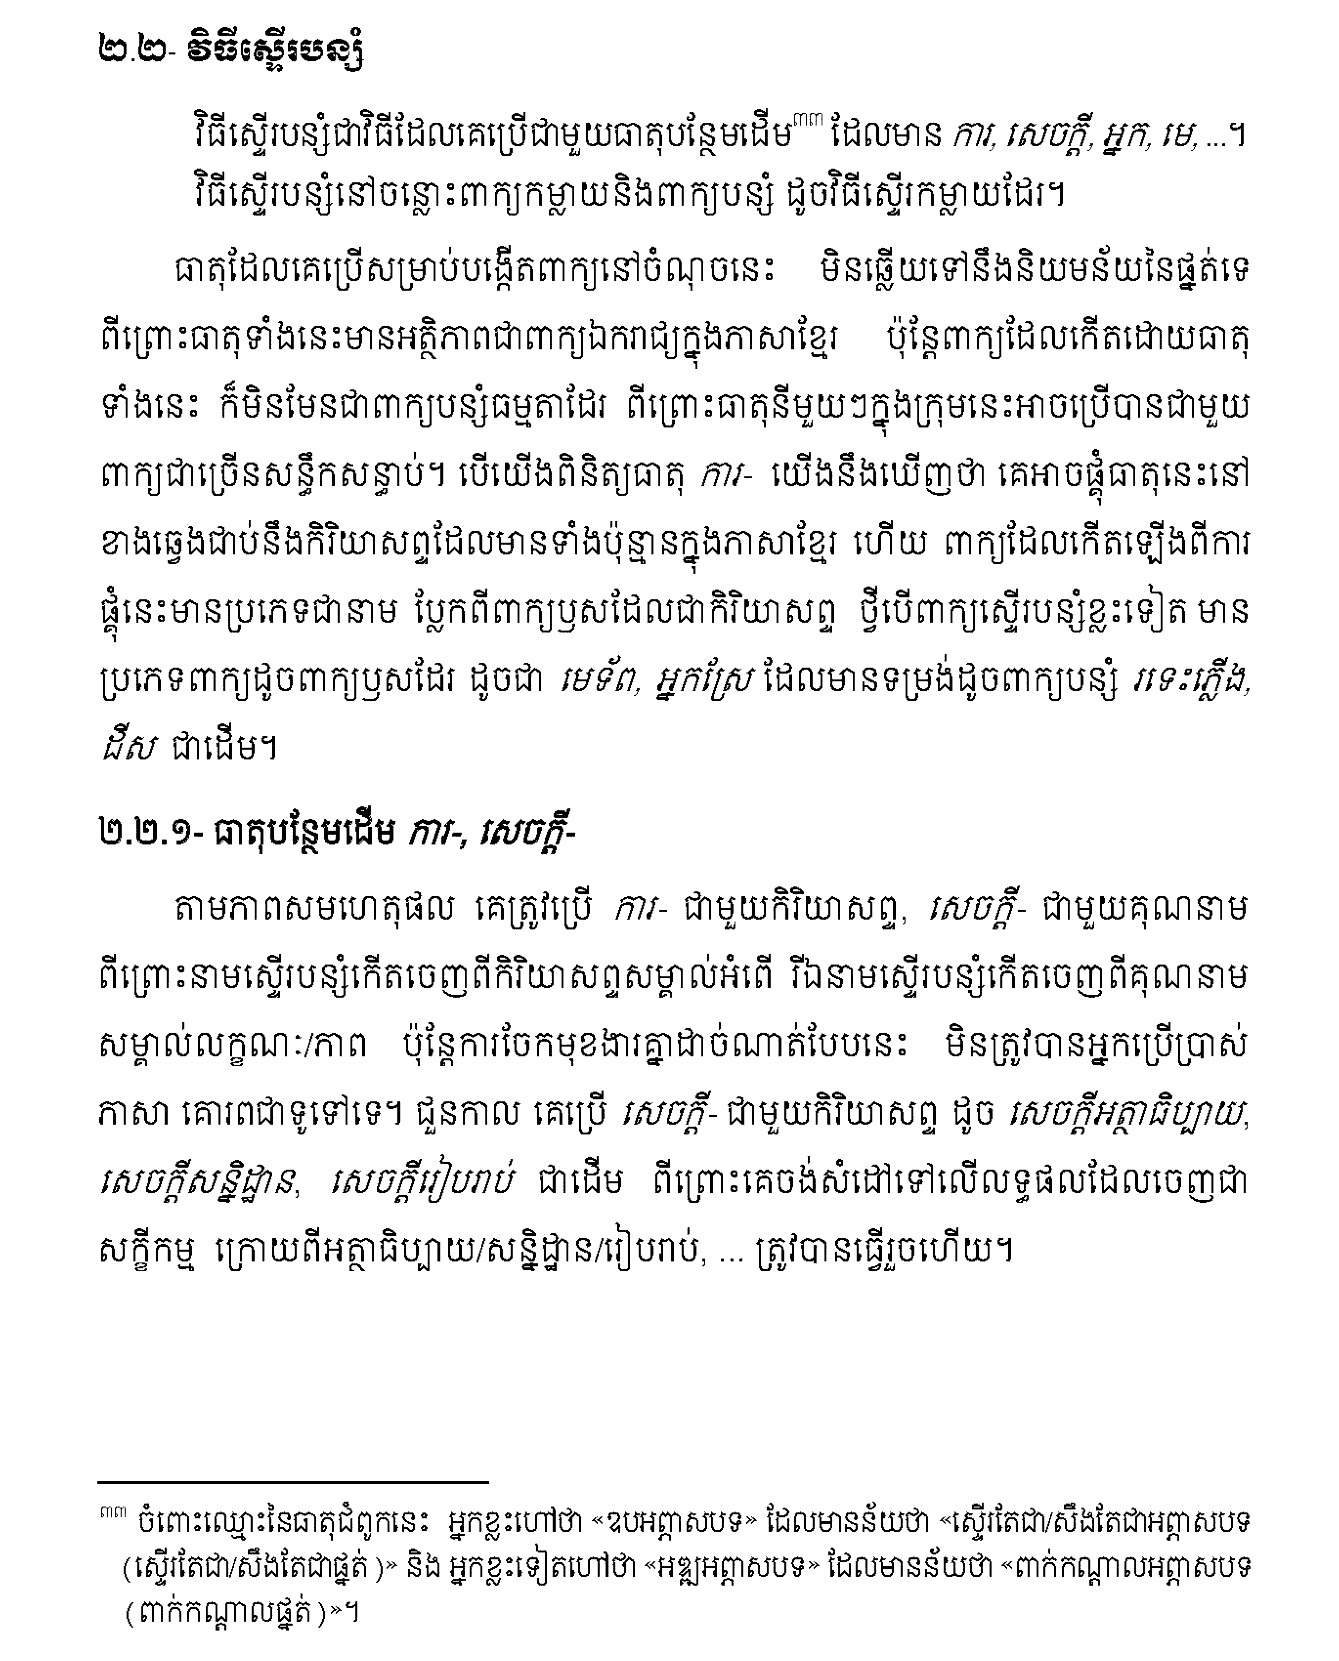 ២.២- វិធីស្ទើរបន្សំ
វិធីស្ទើរបន្សំជាវិធីដែលគេប្រើជាមួយធាតុបន្ថែមដើម៣៣ ដែលមាន ការ, សេចក្ដី, អ្នក, មេ, ...។
វិធីស្ទើរបន្សំនៅចន្លោះពាក្យកម្លាយនិងពាក្យបន្សំ ដូចវិធីស្ទើរកម្លាយដែរ។
ធាតុដែលគេប្រើសម្រាប់បង្កើតពាក្យនៅចំណុចនេះ មិនឆ្លើយទៅនឹងនិយមន័យនៃផ្នត់ទេ
ពីព្រោះធាតុទាំងនេះមានអត្ថិភាពជាពាក្យឯករាជ្យក្នុងភាសាខ្មែរ ប៉ុន្តែពាក្យដែលកើតដោយធាតុ
ទាំងនេះ ក៏មិនមែនជាពាក្យបន្សំធម្មតាដែរ ពីព្រោះធាតុនីមួយៗក្នុងក្រុមនេះអាចប្រើបានជាមួយ
ពាក្យជាច្រើនសន្ធឹកសន្ធាប់។ បើយើងពិនិត្យធាតុ ការ- យើងនឹងឃើញថា គេអាចផ្គុំធាតុនេះនៅ
ខាងឆ្វេងជាប់នឹងកិរិយាសព្ទដែលមានទាំងប៉ុន្មានក្នុងភាសាខ្មែរ ហើយ ពាក្យដែលកើតឡើងពីការ
ផ្គុំនេះមានប្រភេទជានាម ប្លែកពីពាក្យឫសដែលជាកិរិយាសព្ទ ថ្វីបើពាក្យស្ទើរបន្សំខ្លះទៀត មាន
ប្រភេទពាក្យដូចពាក្យឫសដែរ ដូចជា មេទ័ព, អ្នកស្រែ ដែលមានទម្រង់ដូចពាក្យបន្សំ រទេះភ្លើង,
ដីស ជាដើម។
២.២.១- ធាតុបន្ថែមដើម ការ-, សេចក្ដី-
តាមភាពសមហេតុផល គេត្រូវប្រើ ការ- ជាមួយកិរិយាសព្ទ, សេចក្ដី- ជាមួយគុណនាម
ពីព្រោះនាមស្ទើរបន្សំកើតចេញពីកិរិយាសព្ទសម្គាល់អំពើ រីឯនាមស្ទើរបន្សំកើតចេញពីគុណនាម
សម្គាល់លក្ខណៈ/ភាព ប៉ុន្តែការចែកមុខងារគ្នាដាច់ណាត់បែបនេះ មិនត្រូវបានអ្នកប្រើប្រាស់
ភាសា គោរពជាទូទៅទេ។ ជួនកាល គេប្រើ សេចក្ដី- ជាមួយកិរិយាសព្ទ ដូច សេចក្ដីអត្ថាធិប្បាយ,
សេចក្ដីសន្និដ្ឋាន, សេចក្ដីរៀបរាប់ ជាដើម ពីព្រោះគេចង់សំដៅទៅលើលទ្ធផលដែលចេញជា
សក្ខីកម្ម ក្រោយពីអត្ថាធិប្បាយ/សន្និដ្ឋាន/រៀបរាប់, ... ត្រូវបានធ្វើរួចហើយ។
៣៣ ចំពោះឈ្មោះនៃធាតុជំពូកនេះ អ្នកខ្លះហៅថា «ឧបអព្ភាសបទ» ដែលមានន័យថា «ស្ទើរតែជា/សឹងតែជាអព្ភាសបទ
(ស្ទើរតែជា/សឹងតែជាផ្នត់)» និង អ្នកខ្លះទៀតហៅថា «អឌ្ឍអព្ភាសបទ» ដែលមានន័យថា «ពាក់កណ្ដាលអព្ភាសបទ
(ពាក់កណ្ដាលផ្នត់)»។